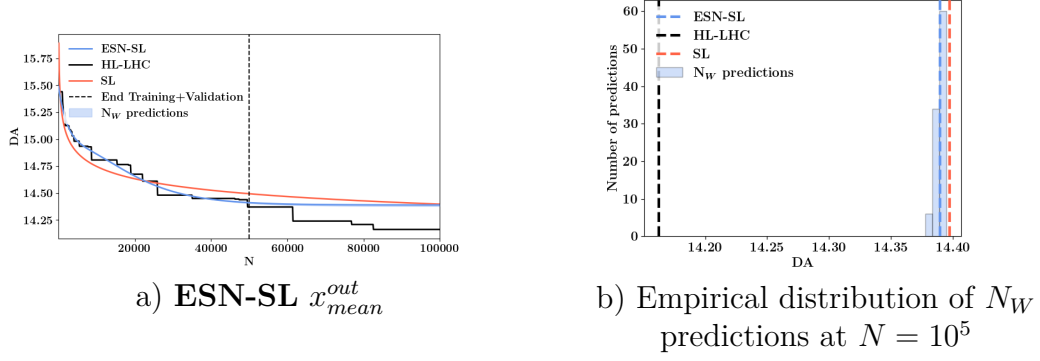 15.75
15.50
15.25
15.00
14.75
14.50
14.25
DA
ESN-SL
HL-LHC
SL
End Training+Validation
N_W predictions
20000 40000 60000 80000 100000
N
a) ESN-SL x_{mean}^{out}
60
50
40
30
20
10
0
Number of predictions
ESN-SL
HL-LHC
SL
N_W predictions
14.20 14.25 14.30 14.35 14.40
DA
b) Empirical distribution of N_W
predictions at N = 10^5